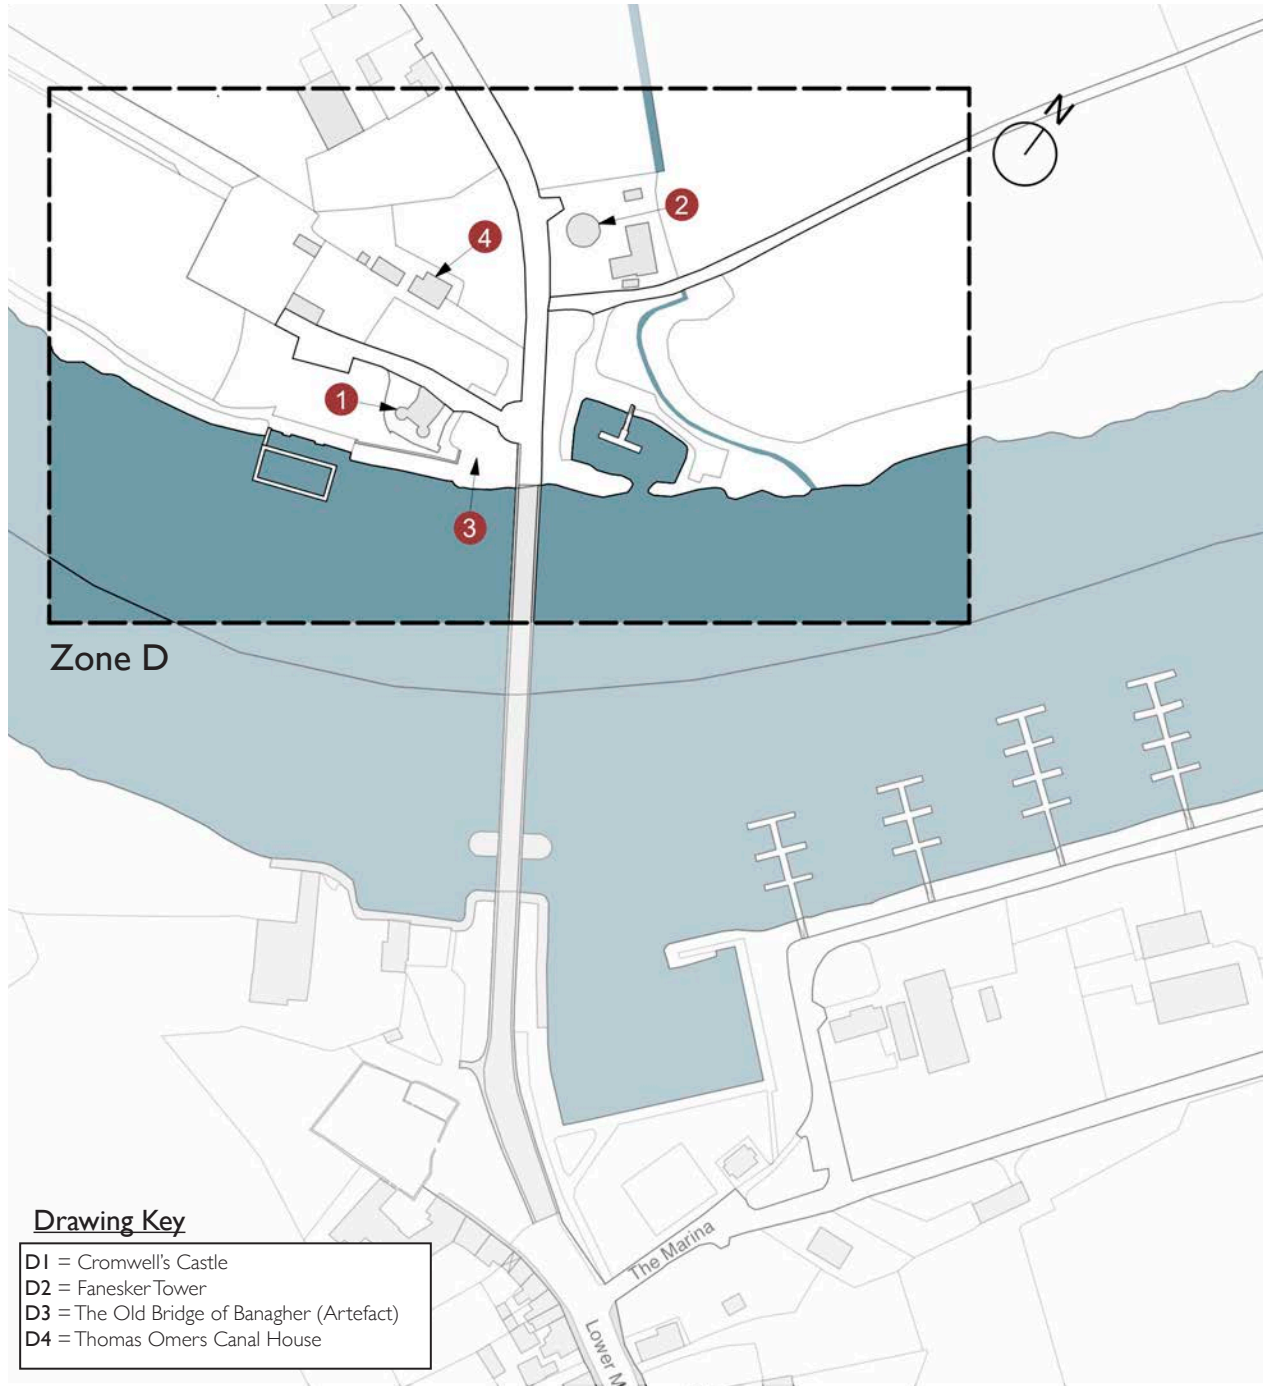 N
2
4
1
3
Zone D
The Marina
Lower M
Drawing Key
D1 = Cromwell's Castle
D2 = Fanesker Tower
D3 = The Old Bridge of Banagher (Artefact)
D4 = Thomas Omers Canal House